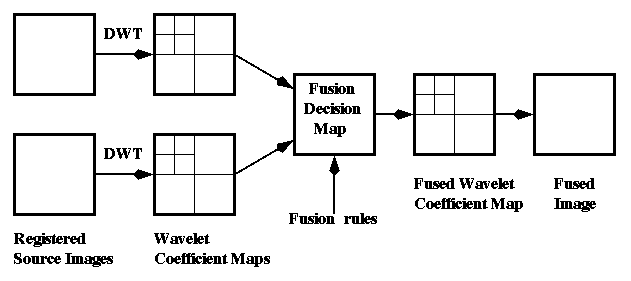 DWT
DWT
Fusion
Decision
Map
Fusion rules
Registered
Source Images
Wavelet
Coefficient Maps
Fused Wavelet
Coefficient Map
Fused
Image